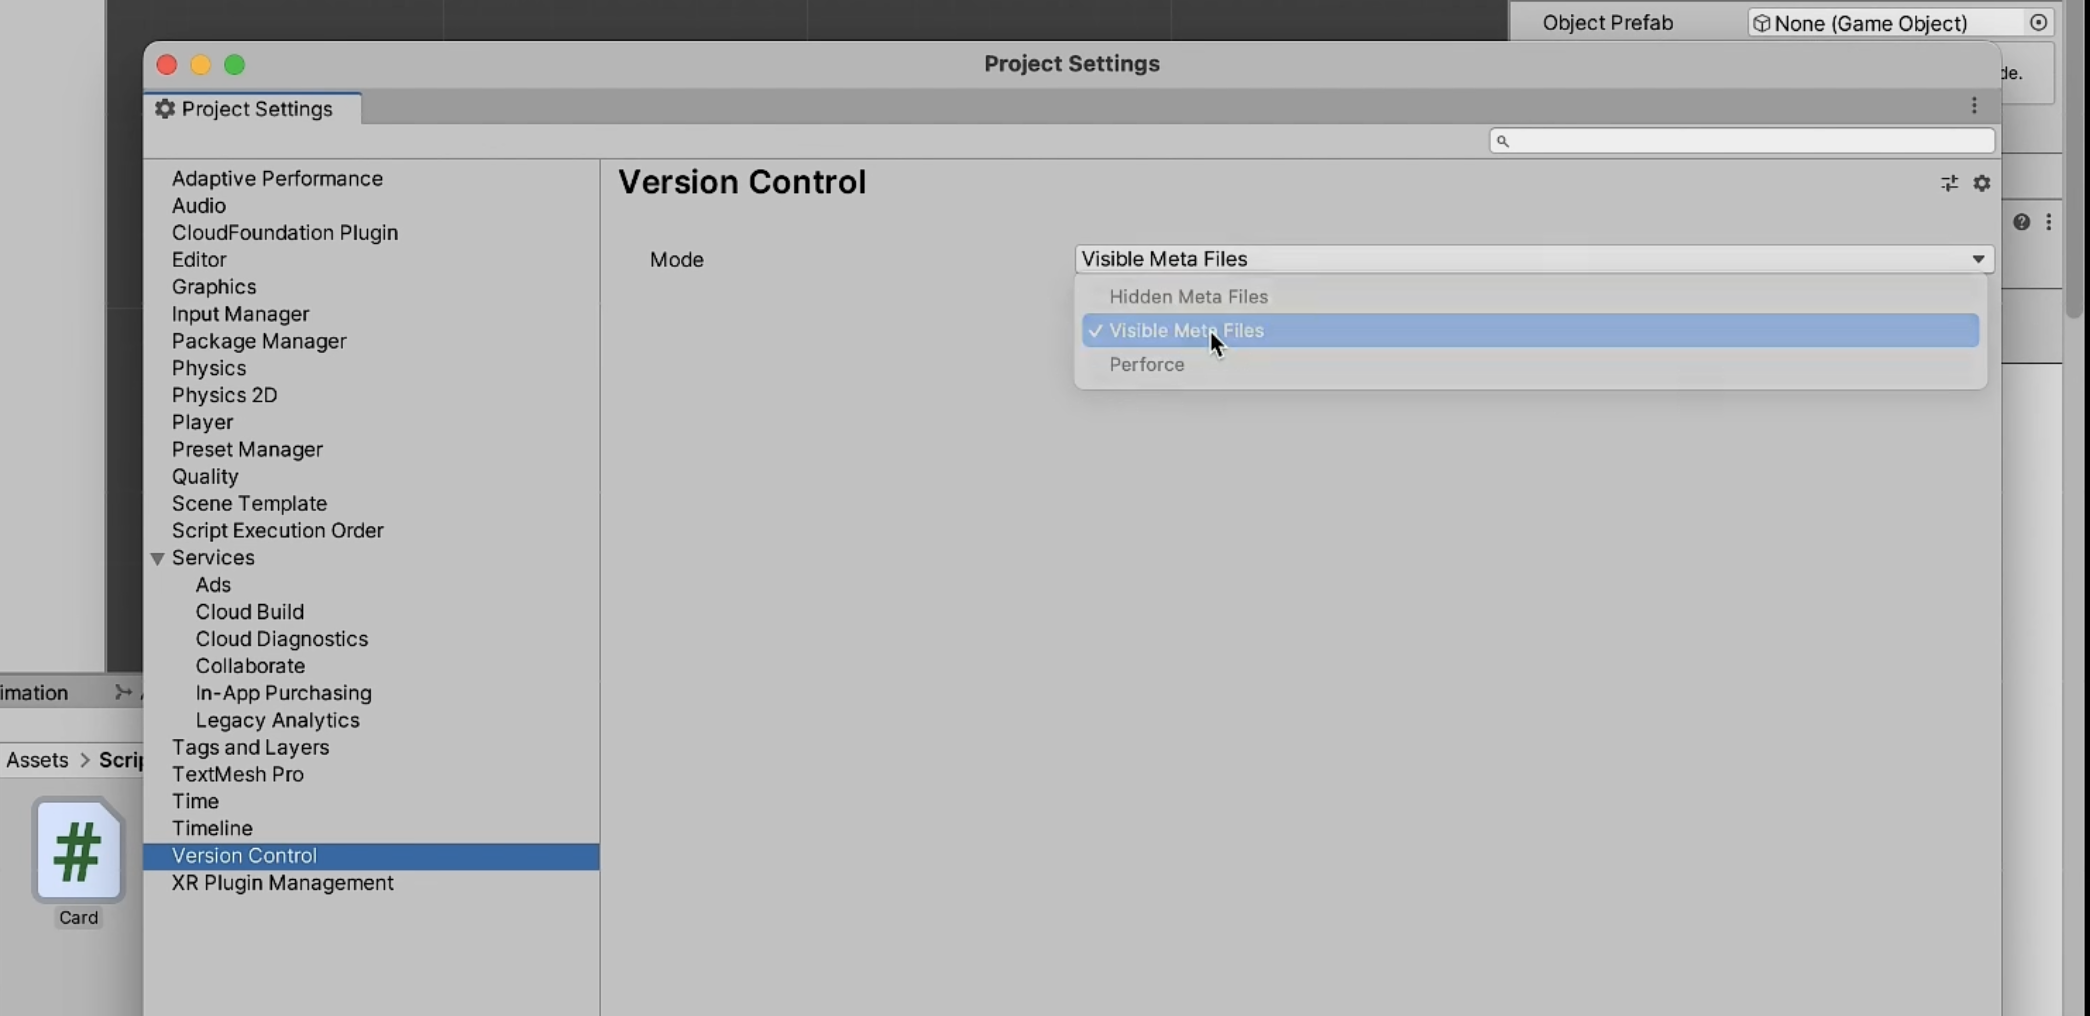 Object Prefab
None (Game Object)
Project Settings
de.
Project Settings
Adaptive Performance
Audio
CloudFoundation Plugin
Editor
Graphics
Input Manager
Package Manager
Physics
Physics 2D
Player
Preset Manager
Quality
Scene Template
Script Execution Order
Services
Ads
Cloud Build
Cloud Diagnostics
Collaborate
In-App Purchasing
Legacy Analytics
Tags and Layers
TextMesh Pro
Time
Timeline
Version Control
XR Plugin Management
Version Control
Mode
Visible Meta Files
Hidden Meta Files
✓ Visible Meta Files
Perforce
imation
Assets > Scrip
#
Card